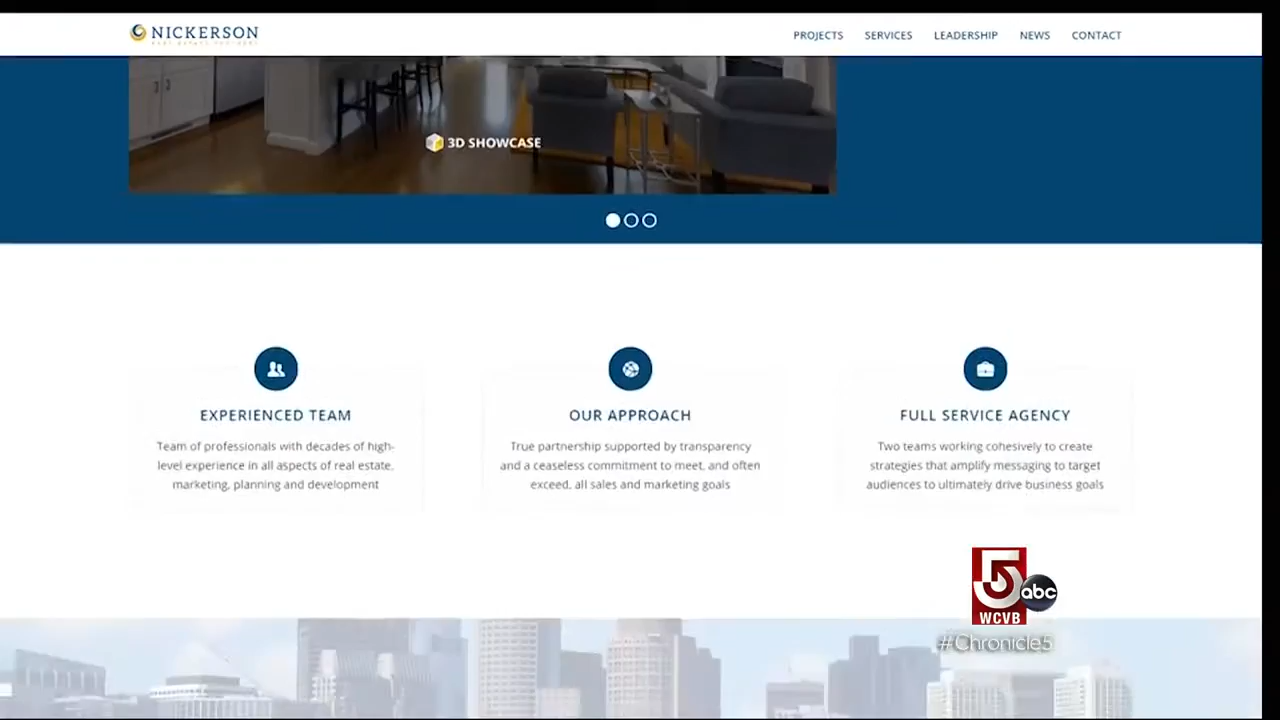 NICKERSON
PROJECTS SERVICES LEADERSHIP NEWS CONTACT
3D SHOWCASE
EXPERIENCED TEAM
Team of professionals with decades of high-
level experience in all aspects of real estate,
marketing, planning and development
OUR APPROACH
True partnership supported by transparency
and a ceaseless commitment to meet, and often
exceed, all sales and marketing goals
FULL SERVICE AGENCY
Two teams working cohesively to create
strategies that amplify messaging to target
audiences to ultimately drive business goals
5
abc
WCVB
#Chronicle5